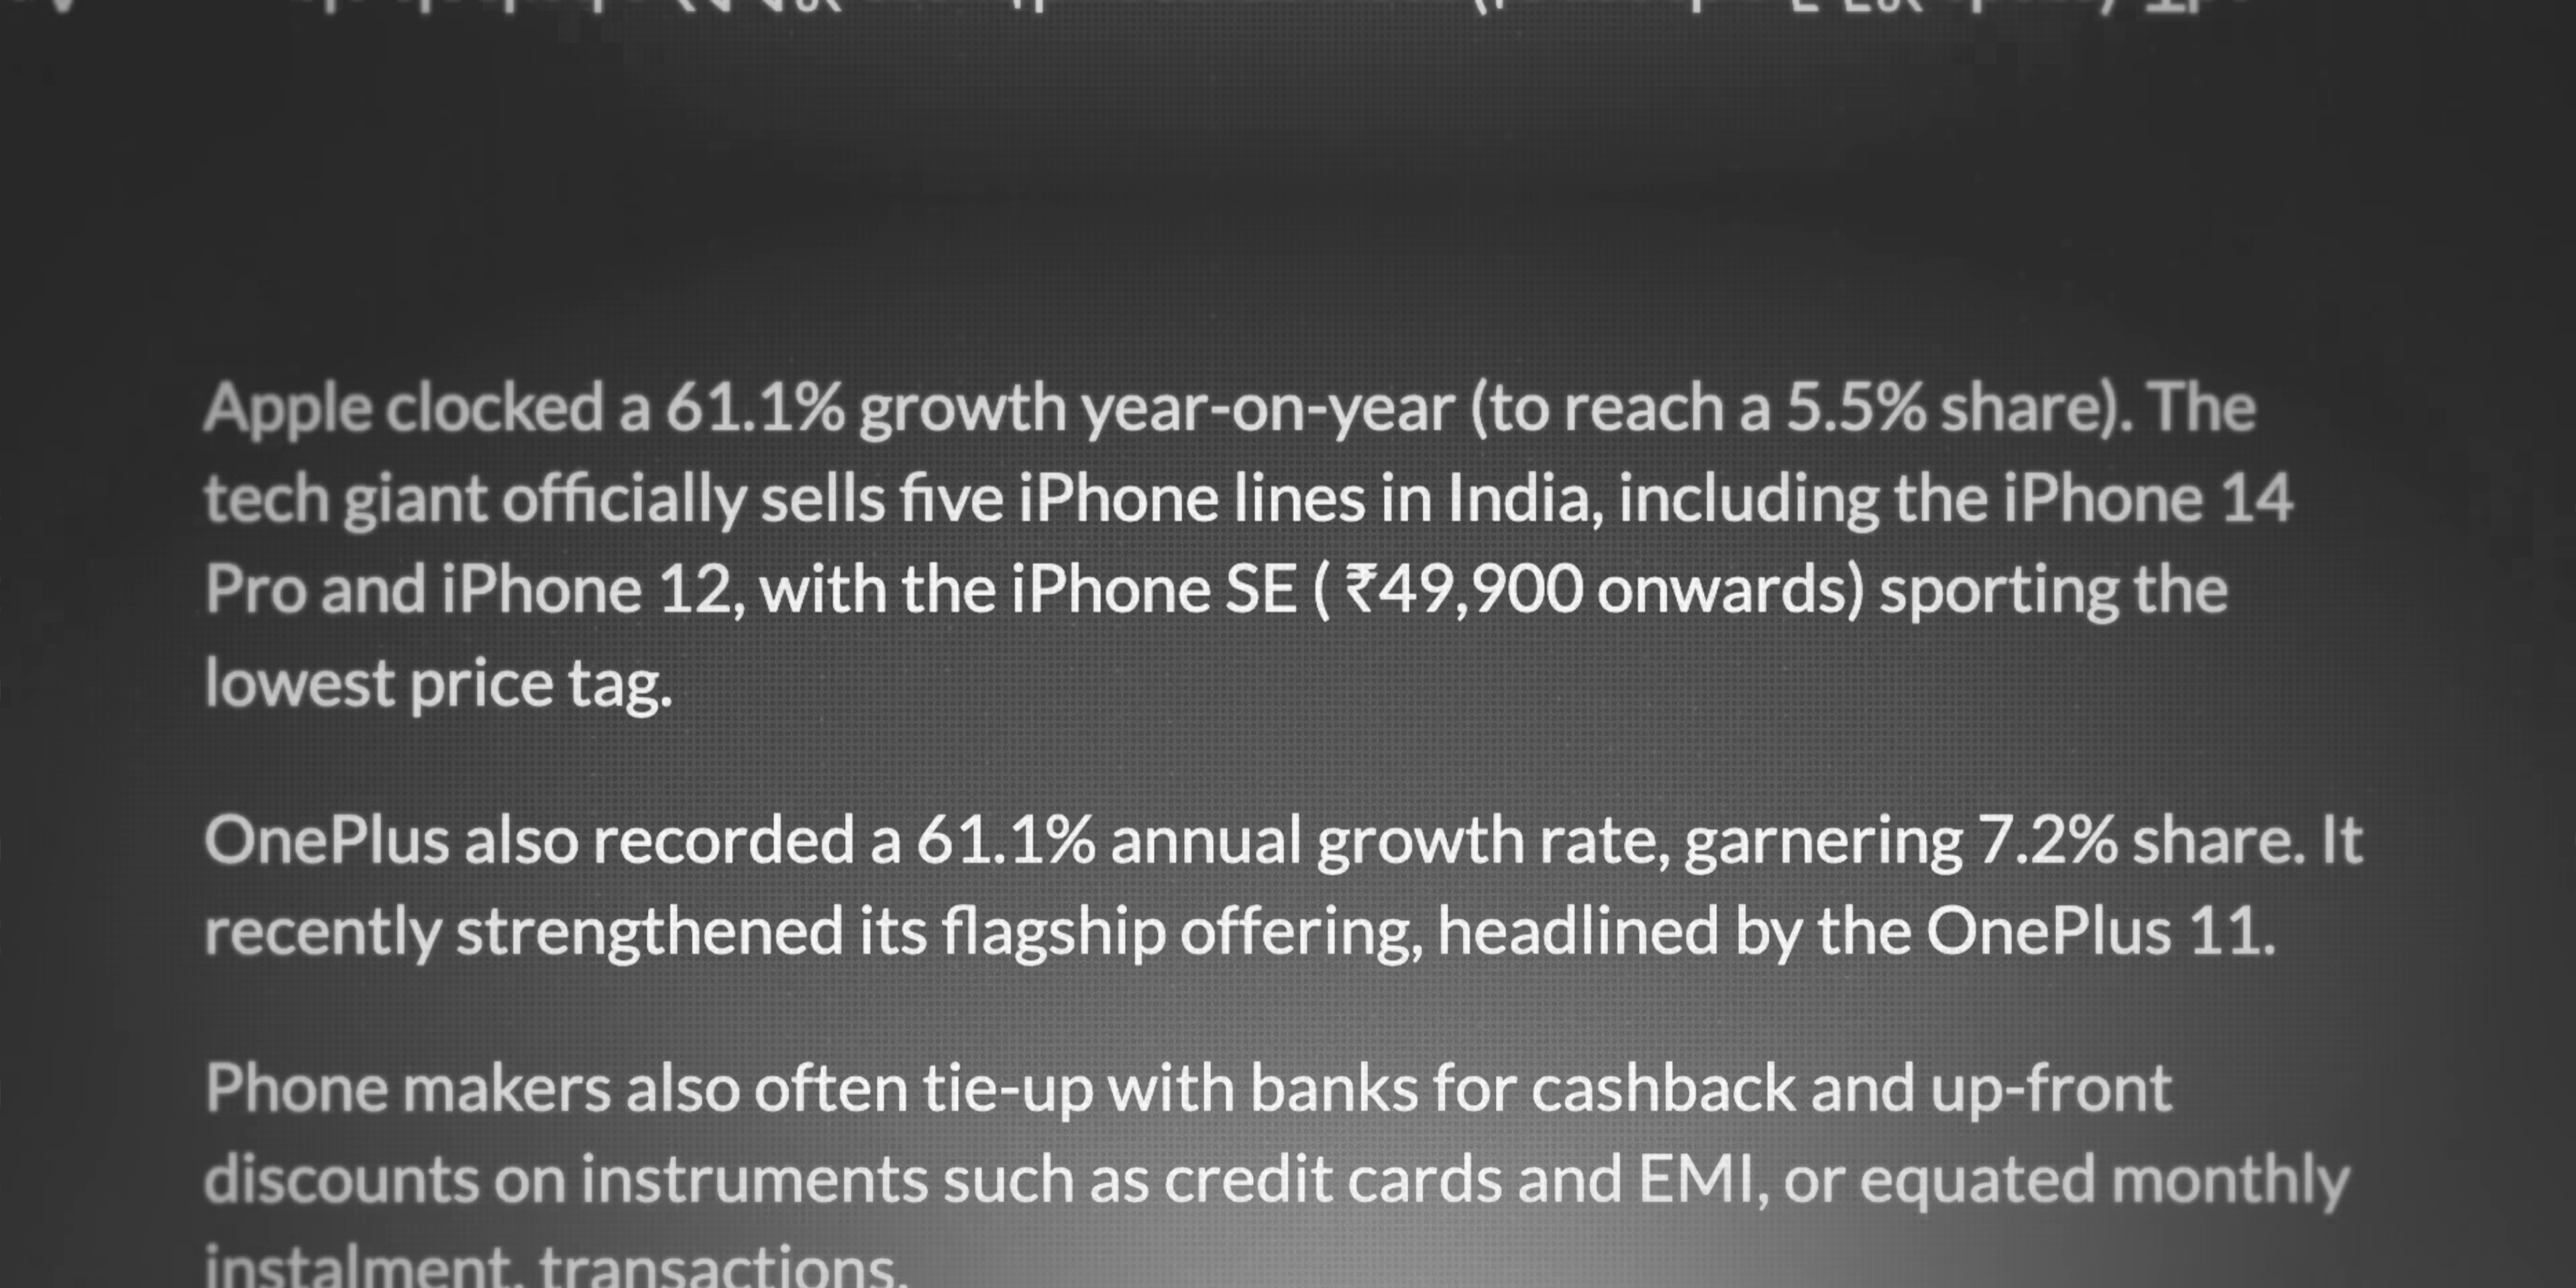 Apple clocked a 61.1% growth year-on-year (to reach a 5.5% share). The
tech giant officially sells five iPhone lines in India, including the iPhone 14
Pro and iPhone 12, with the iPhone SE ( ₹49,900 onwards) sporting the
lowest price tag.
OnePlus also recorded a 61.1% annual growth rate, garnering 7.2% share. It
recently strengthened its flagship offering, headlined by the OnePlus 11.
Phone makers also often tie-up with banks for cashback and up-front
discounts on instruments such as credit cards and EMI, or equated monthly
instalment, transactions.